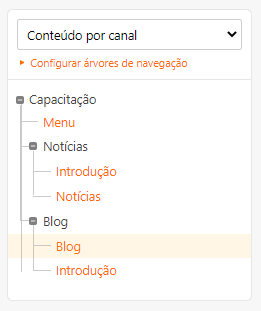 Conteúdo por canal
Configurar árvores de navegação
Capacitação
Menu
Notícias
Introdução
Notícias
Blog
Blog
Introdução